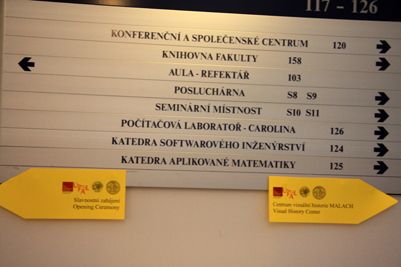 117 - 126
KONFERENČNÍ A SPOLEČENSKÉ CENTRUM 120
KNIHOVNA FAKULTY 158
AULA - REFEKTÁŘ 103
POSLUCHÁRNA S8 S9
SEMINÁRNÍ MÍSTNOST S10 S11
POČÍTAČOVÁ LABORATOŘ - CAROLINA 126
KATEDRA SOFTWAROVÉHO INŽENÝRSTVÍ 124
KATEDRA APLIKOVANÉ MATEMATIKY 125
Slavnostní zahájení
Opening Ceremony
Centrum vizuální historie MALACH
Visual History Center